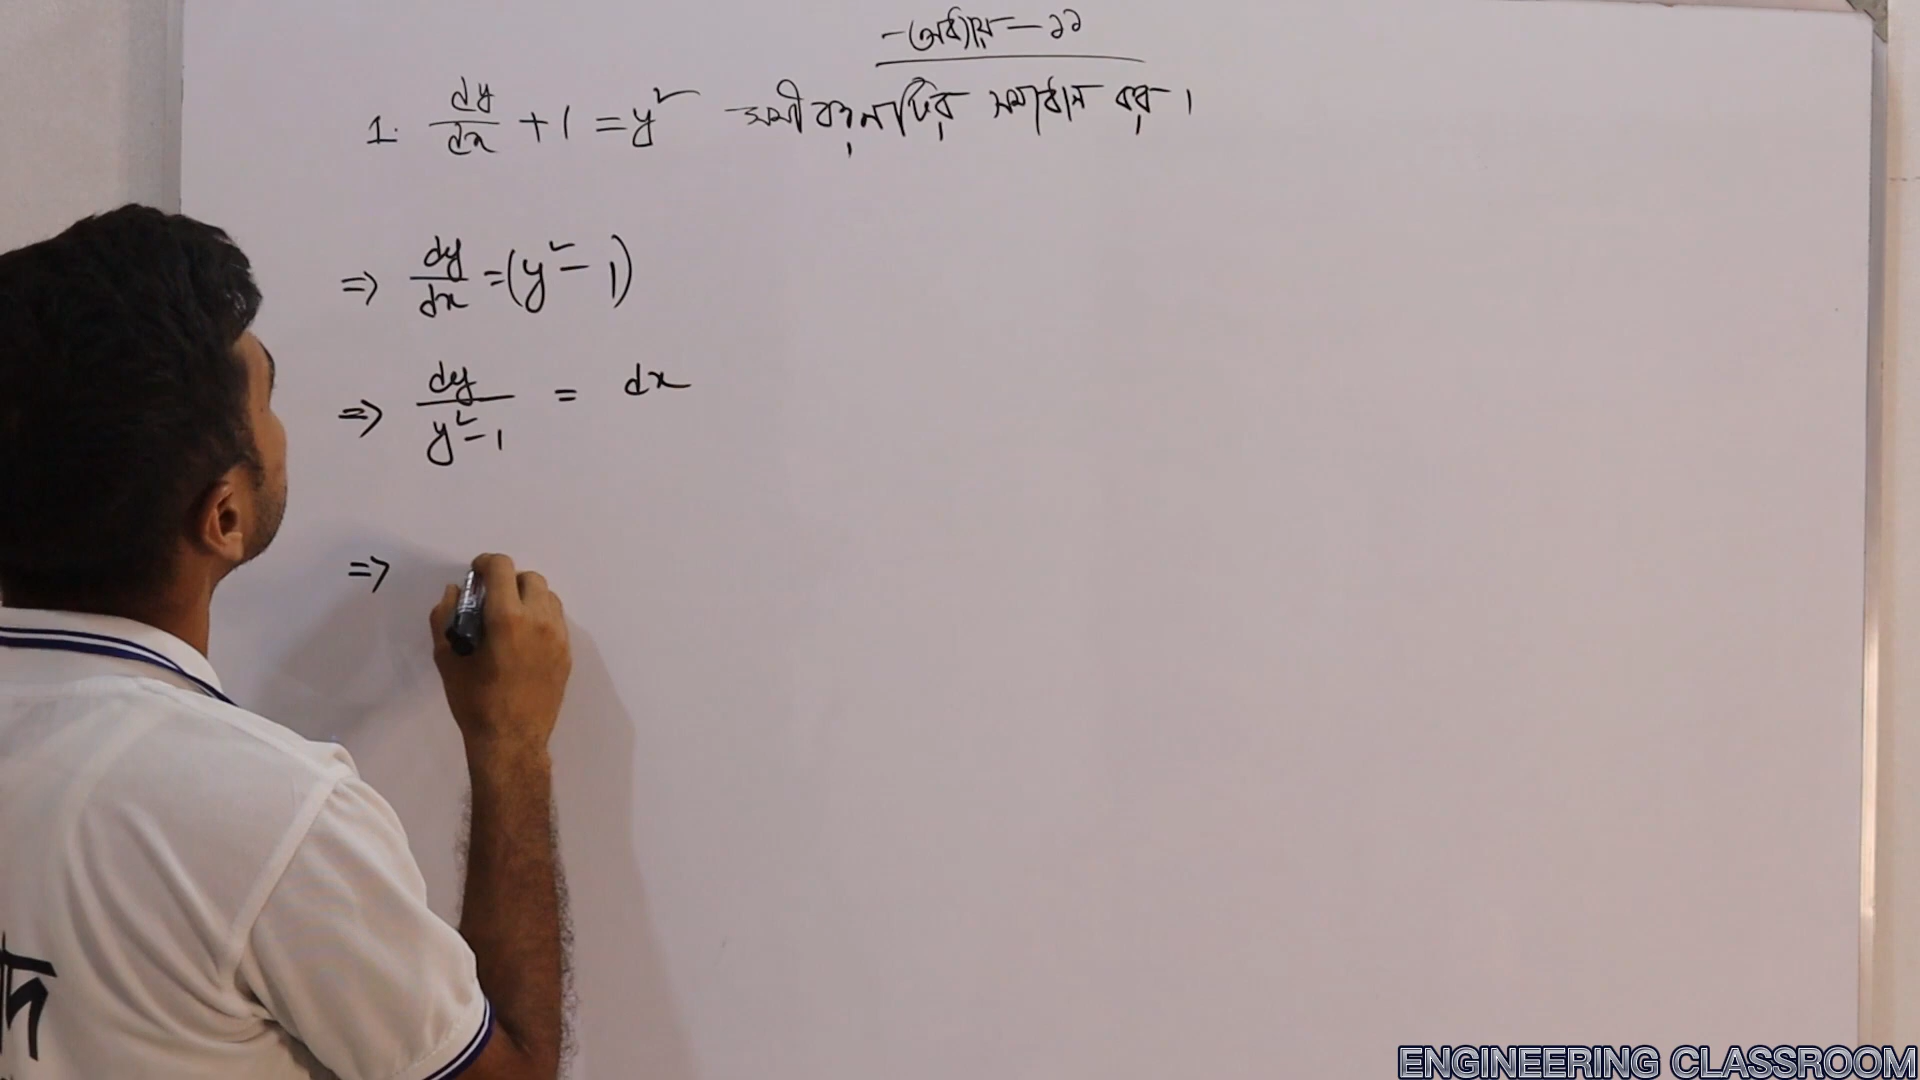 -অধ্যায়-১১
1. dy/dx + 1 = y² সমীকরণটির সমাধান কর।
=> dy/dx = (y² - 1)
=> dy/(y² - 1) = dx
=>
ENGINEERING CLASSROOM